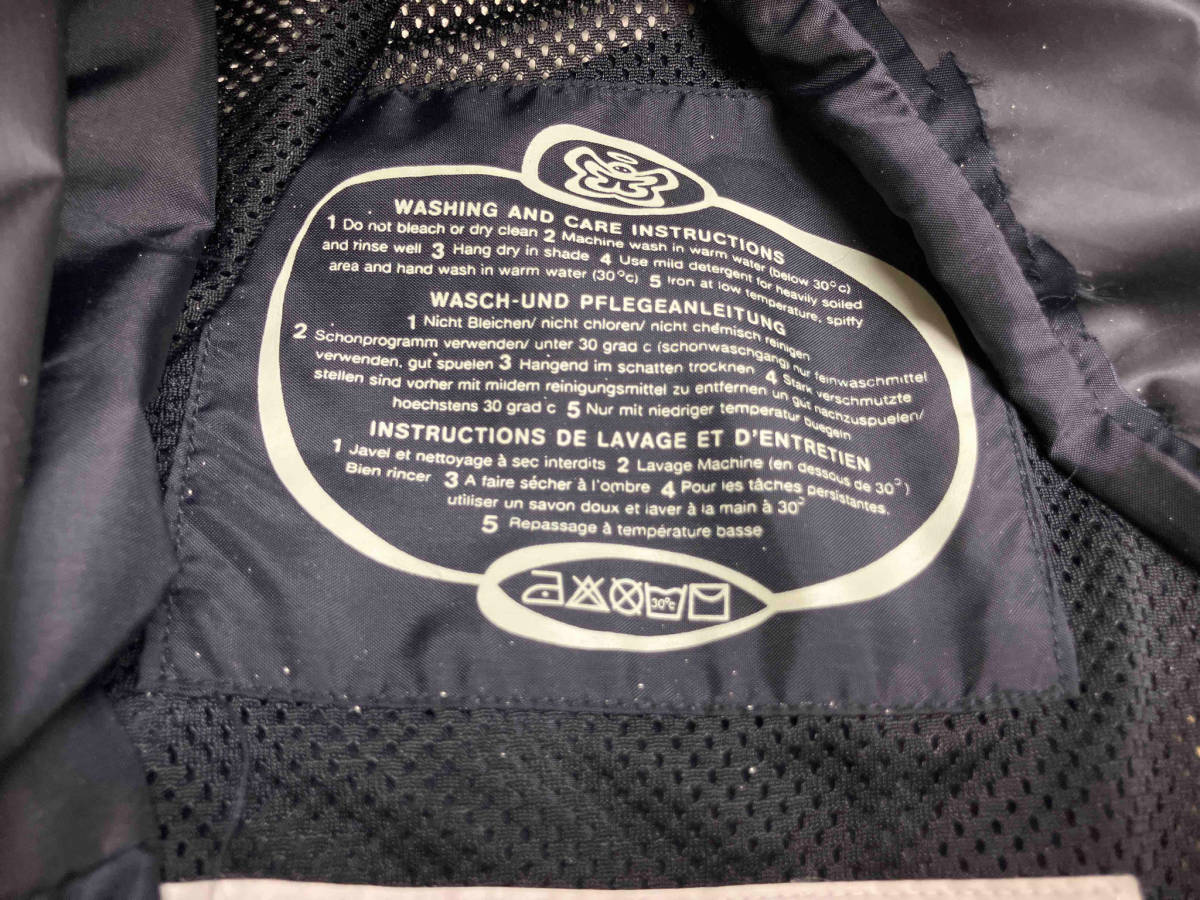 WASHING AND CARE INSTRUCTIONS
1 Do not bleach or dry clean 2 Machine wash in warm water (below 30°c)
and rinse well 3 Hang dry in shade 4 Use mild detergent for heavily soiled
area and hand wash in warm water (30°c) 5 Iron at low temperature, spiffy
WASCH-UND PFLEGEANLEITUNG
1 Nicht Bleichen/ nicht chloren/ nicht chemisch reinigen
2 Schonprogramm verwenden/ unter 30 grad c (schonwaschgang) nur feinwaschmittel
verwenden, gut spuelen 3 Hangend im schatten trocknen 4 Stark verschmutzte
stellen sind vorher mit mildem reinigungsmittel zu entfernen un gut nachzuspuelen/
hoechstens 30 grad c 5 Nur mit niedriger temperatur buegeln
INSTRUCTIONS DE LAVAGE ET D'ENTRETIEN
1 Javel et nettoyage à sec interdits 2 Lavage Machine (en dessous de 30°)
Bien rincer 3 A faire sécher à l'ombre 4 Pour les tâches persistantes,
utiliser un savon doux et laver à la main à 30°
5 Repassage à température basse
30°c